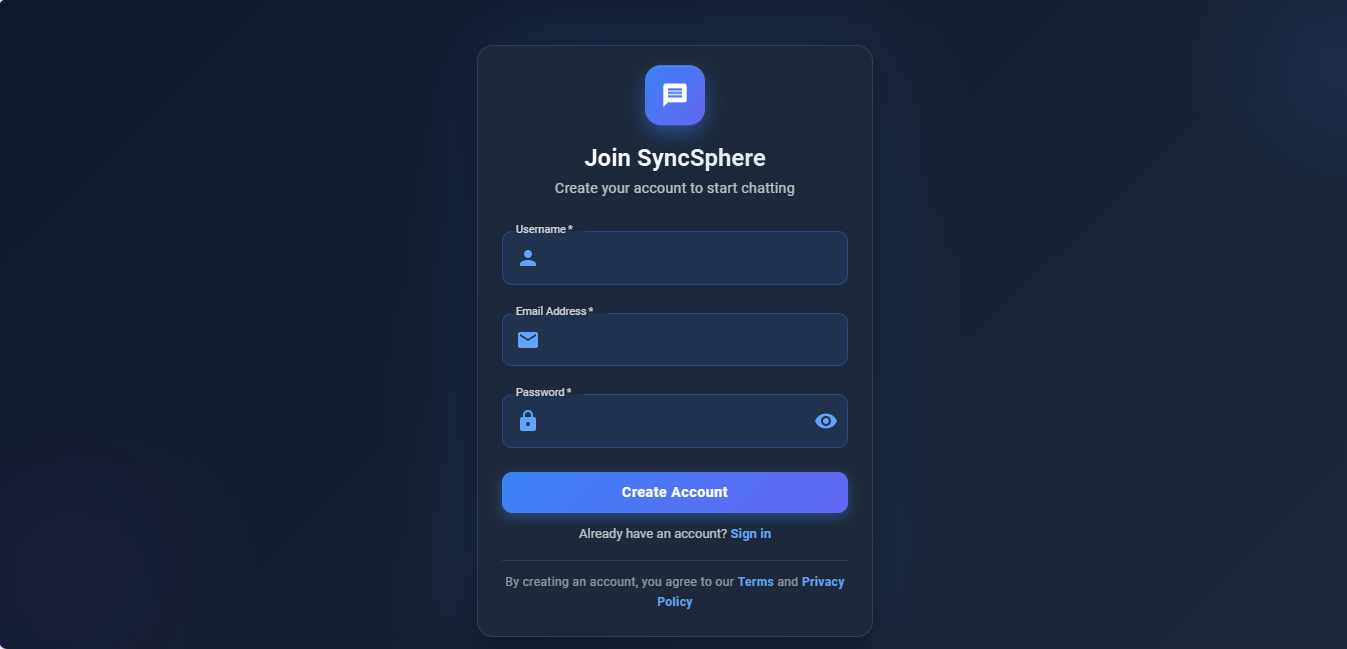 Join SyncSphere
Create your account to start chatting
Username *
Email Address *
Password *
Create Account
Already have an account? Sign in
By creating an account, you agree to our Terms and Privacy
Policy